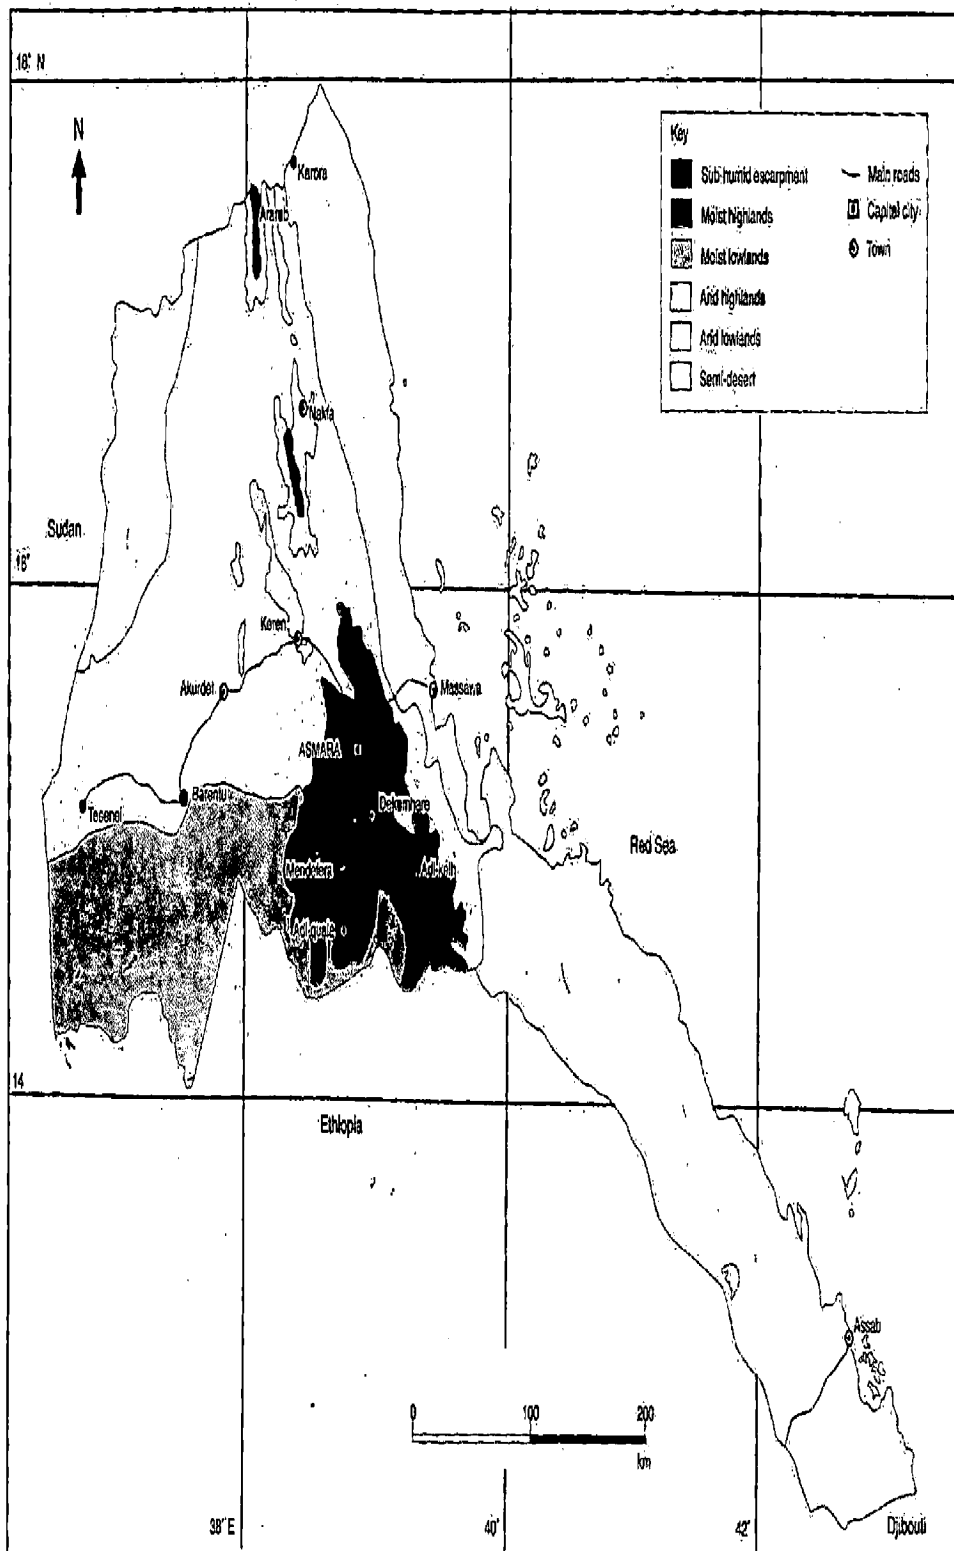 18° N
N
Key
Sub-humid escarpment
Moist highlands
Moist lowlands
Arid highlands
Arid lowlands
Semi-desert
Main roads
Capital city
Town
Karora
Ararab
Nakfa
Sudan
16°
Keren
Akurdet
Massawa
ASMARA
Barentu
Tesenei
Dekemhare
Red Sea
Mendefera
Adi-keih
Adi-quale
14
Ethiopia
Assab
0 100 200
km
38° E
40°
42°
Djibouti